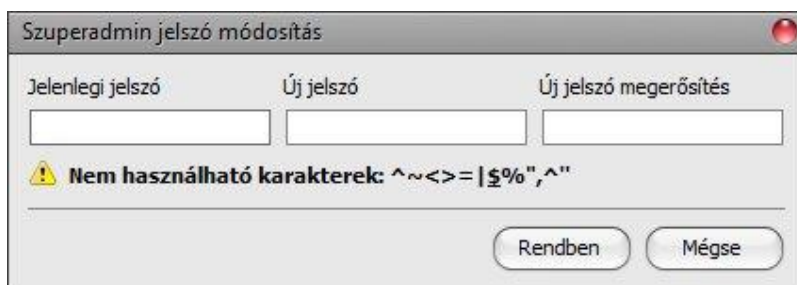 Szuperadmin jelszó módosítás
Jelenlegi jelszó Új jelszó Új jelszó megerősítés
Nem használható karakterek: ^~<>=|$%",^"
Rendben Mégse